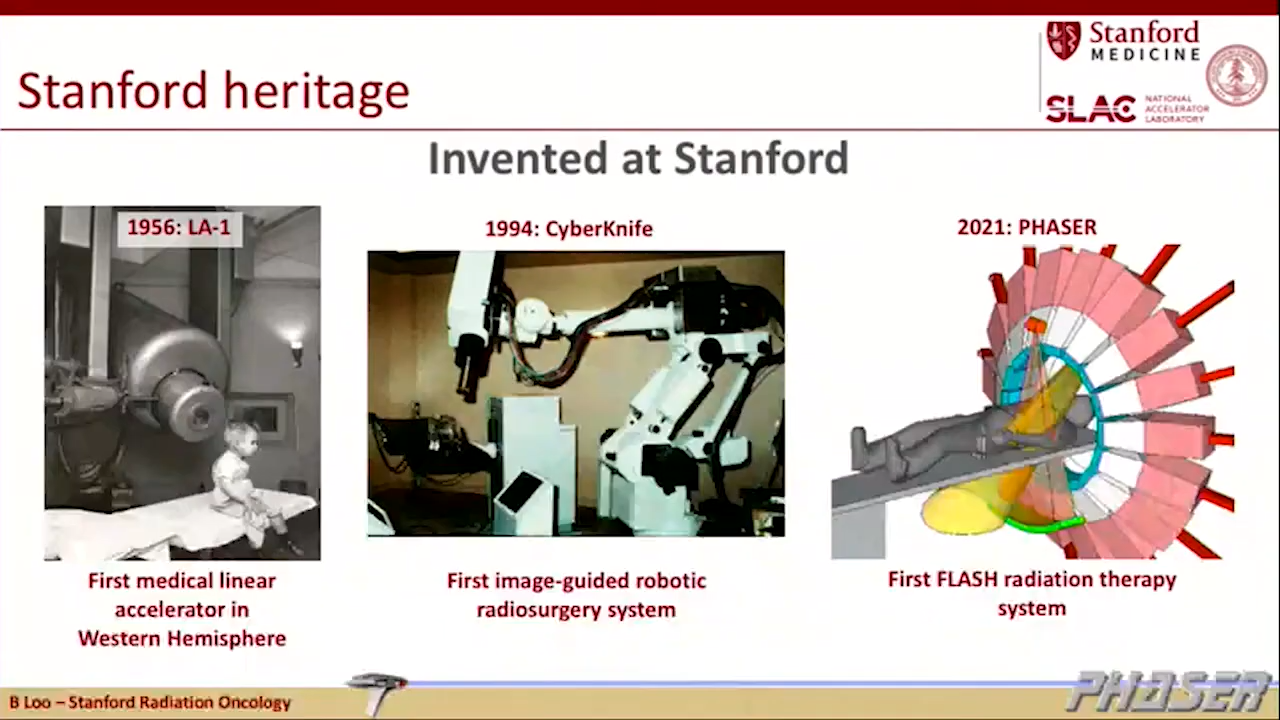 Stanford
MEDICINE
Stanford heritage
SLAC
NATIONAL
ACCELERATOR
LABORATORY
Invented at Stanford
1956: LA-1
1994: CyberKnife
2021: PHASER
First medical linear
accelerator in
Western Hemisphere
First image-guided robotic
radiosurgery system
First FLASH radiation therapy
system
B Loo – Stanford Radiation Oncology
PHASER